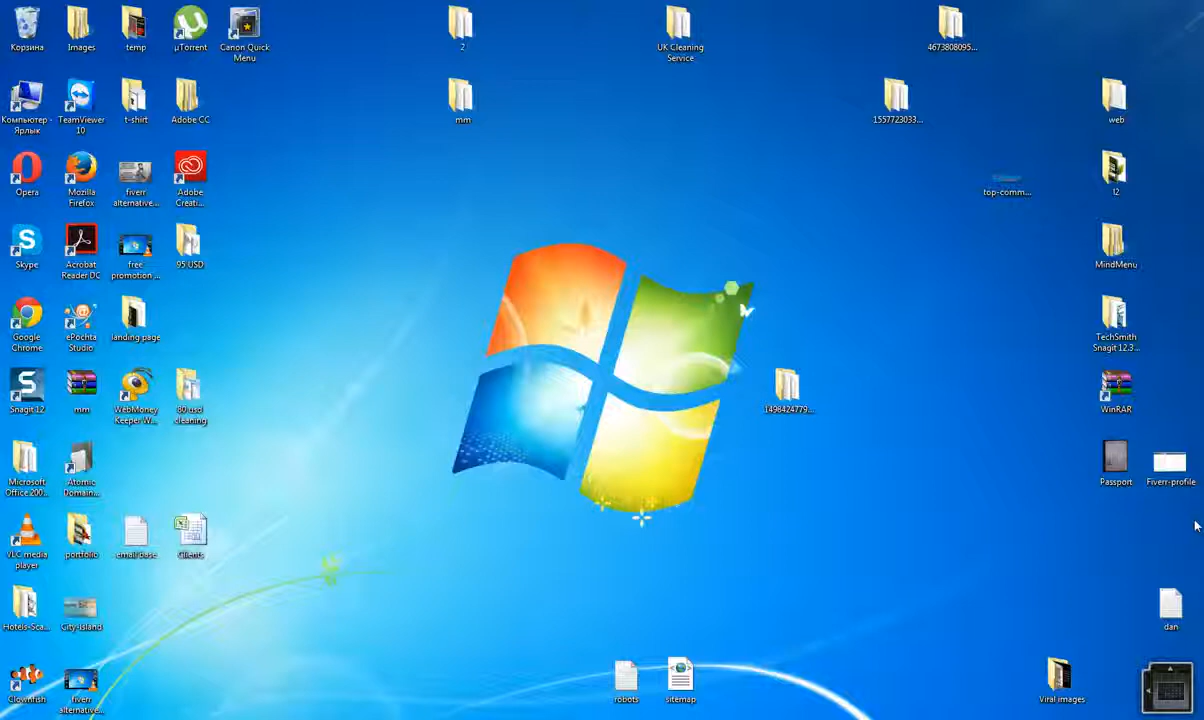 Корзина
Images
temp
µTorrent
Canon Quick
Menu
2
UK Cleaning
Service
4673808095...
Компьютер -
Ярлык
TeamViewer
10
t-shirt
Adobe CC
mm
1557723033...
web
Opera
Mozilla
Firefox
fiverr
alternative...
Adobe
Creati...
top-comm...
l2
Skype
Acrobat
Reader DC
free
promotion ...
95 USD
MindMenu
Google
Chrome
ePochta
Studio
landing page
TechSmith
Snagit 12.3...
Snagit 12
mm
WebMoney
Keeper W...
80 usd
cleaning
1498424779...
WinRAR
Microsoft
Office 200...
Atomic
Domain...
Passport
Fiverr-profile
VLC media
player
portfolio
email base
Clients
Hotels-Sca...
City-island
dan
Clownfish
fiverr
alternative...
robots
sitemap
Viral images